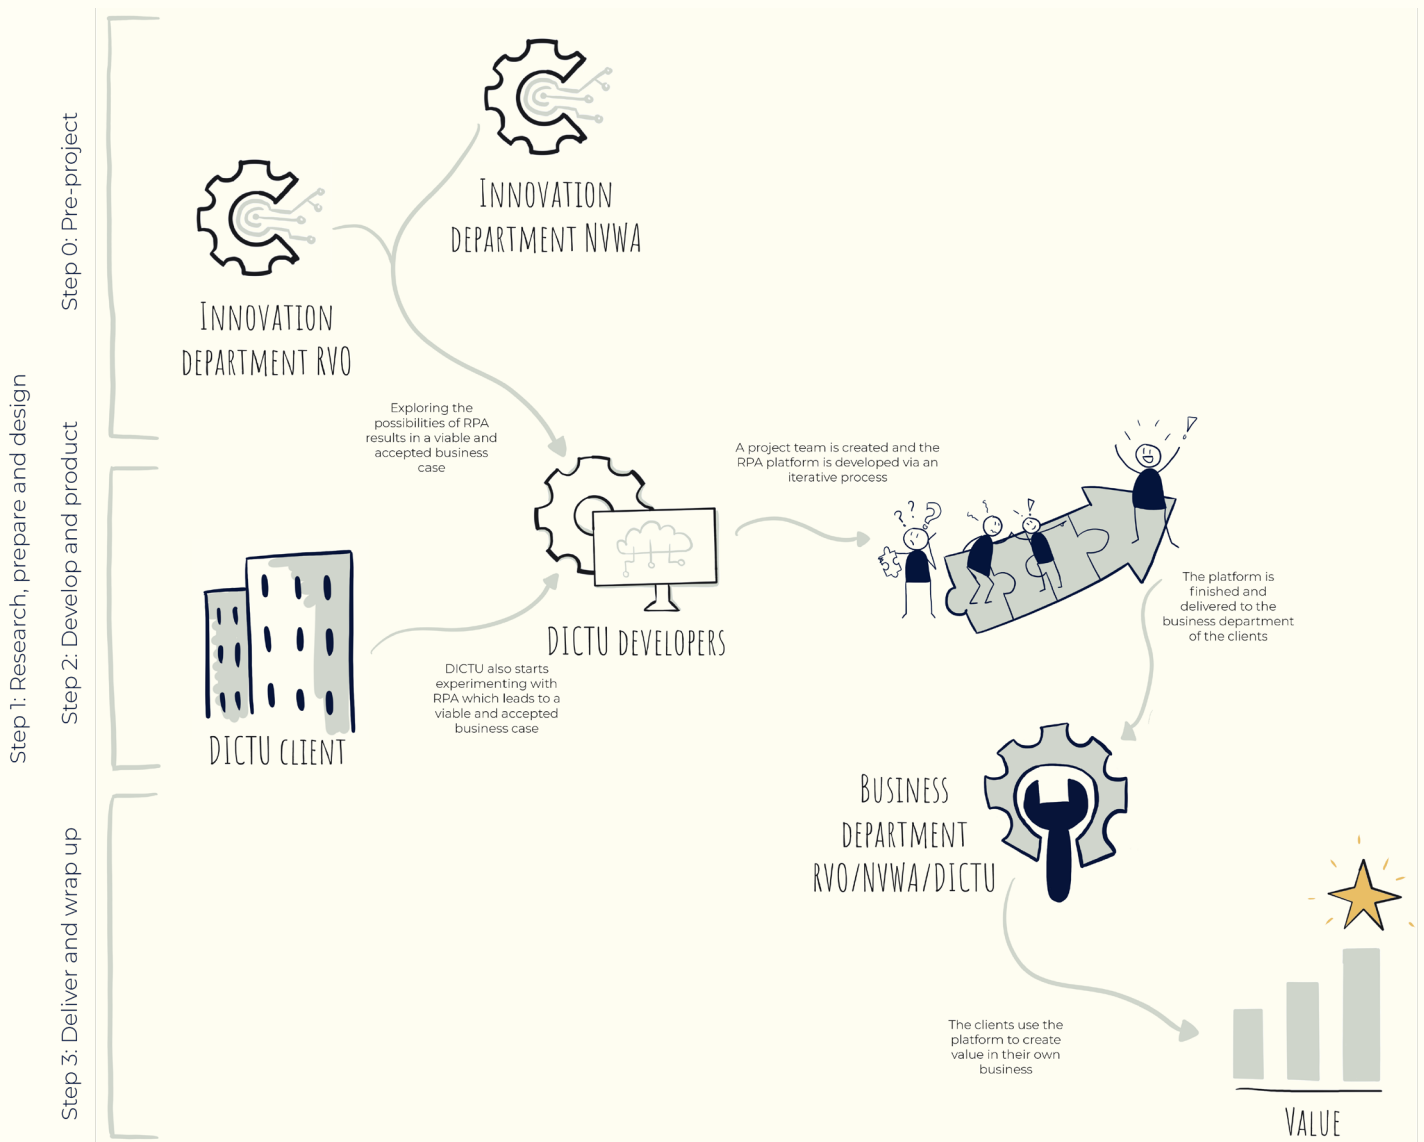 Step 0: Pre-project
Step 1: Research, prepare and design
Step 2: Develop and product
Step 3: Deliver and wrap up
Innovation
department NVWA
Innovation
department RVO
Exploring the
possibilities of RPA
results in a viable and
accepted business
case
A project team is created and the
RPA platform is developed via an
iterative process
? ? ?
!
!
DICTU developers
DICTU also starts
experimenting with
RPA which leads to a
viable and accepted
business case
DICTU client
The platform is
finished and
delivered to the
business department
of the clients
Business
department
RVO/NVWA/DICTU
The clients use the
platform to create
value in their own
business
Value